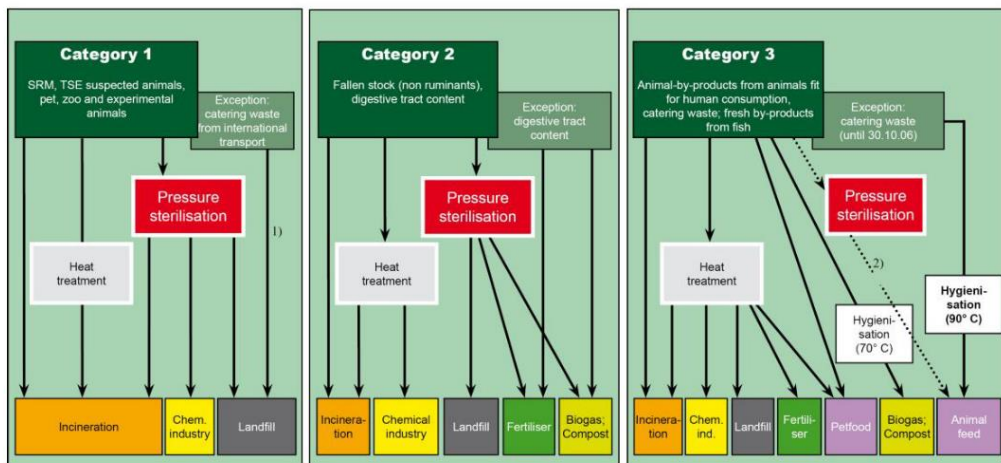 Category 1
SRM, TSE suspected animals,
pet, zoo and experimental
animals
Exception:
catering waste
from international
transport
Pressure
sterilisation
1)
Heat
treatment
Incineration
Chem.
industry
Landfill
Category 2
Fallen stock (non ruminants),
digestive tract content
Exception:
digestive tract
content
Pressure
sterilisation
Heat
treatment
Incinera-
tion
Chemical
industry
Landfill
Fertiliser
Biogas;
Compost
Category 3
Animal-by-products from animals fit
for human consumption,
catering waste; fresh by-products
from fish
Exception:
catering waste
(until 30.10.06)
Pressure
sterilisation
2)
Heat
treatment
Hygieni-
sation
(70° C)
Hygieni-
sation
(90° C)
Incinera-
tion
Chem.
ind.
Landfill
Fertili-
ser
Petfood
Biogas;
Compost
Animal
feed